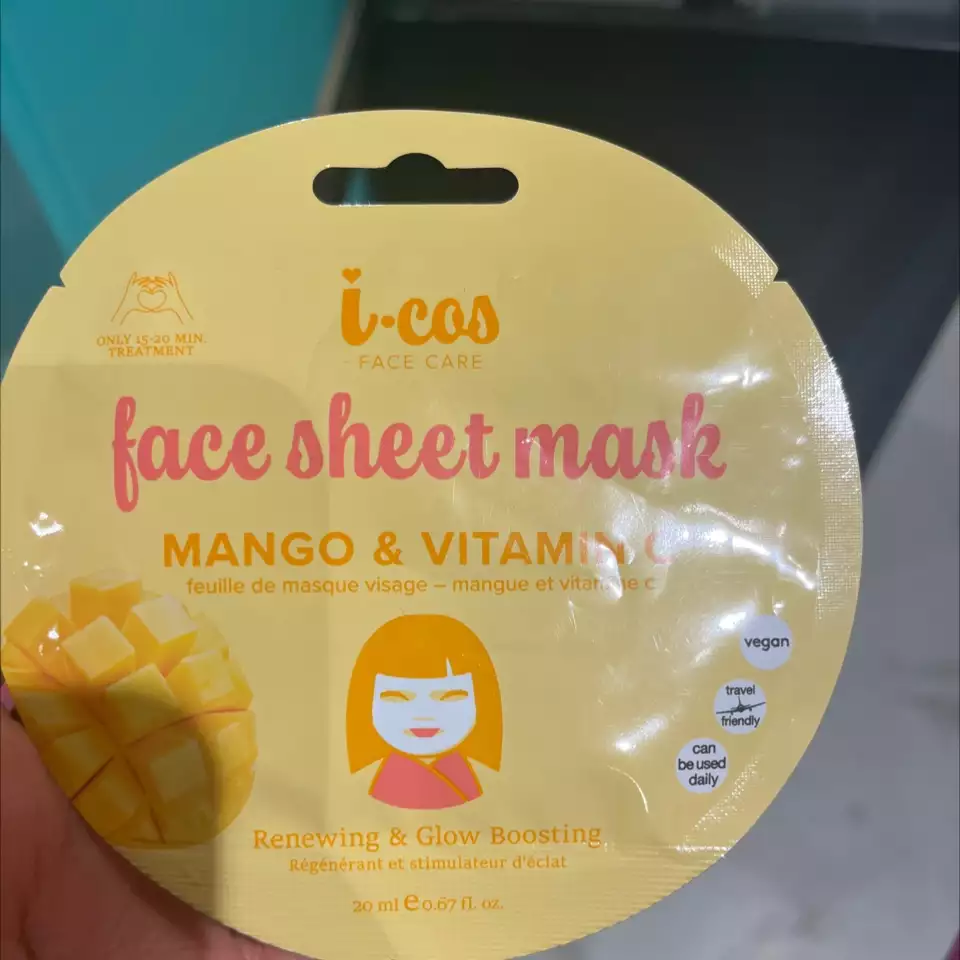 ONLY 15-20 MIN.
TREATMENT
i.cos
FACE CARE
face sheet mask
MANGO & VITAMIN C
feuille de masque visage – mangue et vitamine c
vegan
travel
friendly
can
be used
daily
Renewing & Glow Boosting
Régénérant et stimulateur d'éclat
20 ml e 0.67 fl. oz.